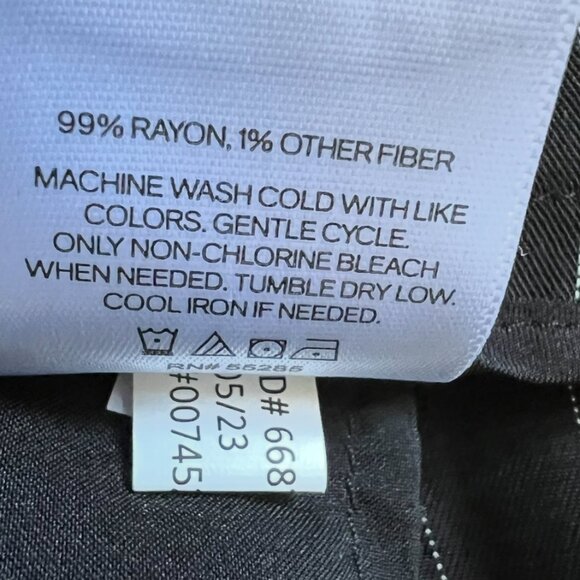 99% RAYON, 1% OTHER FIBER
MACHINE WASH COLD WITH LIKE
COLORS. GENTLE CYCLE.
ONLY NON-CHLORINE BLEACH
WHEN NEEDED. TUMBLE DRY LOW.
COOL IRON IF NEEDED.
RN# 55285
D# 668
05/23
#00745